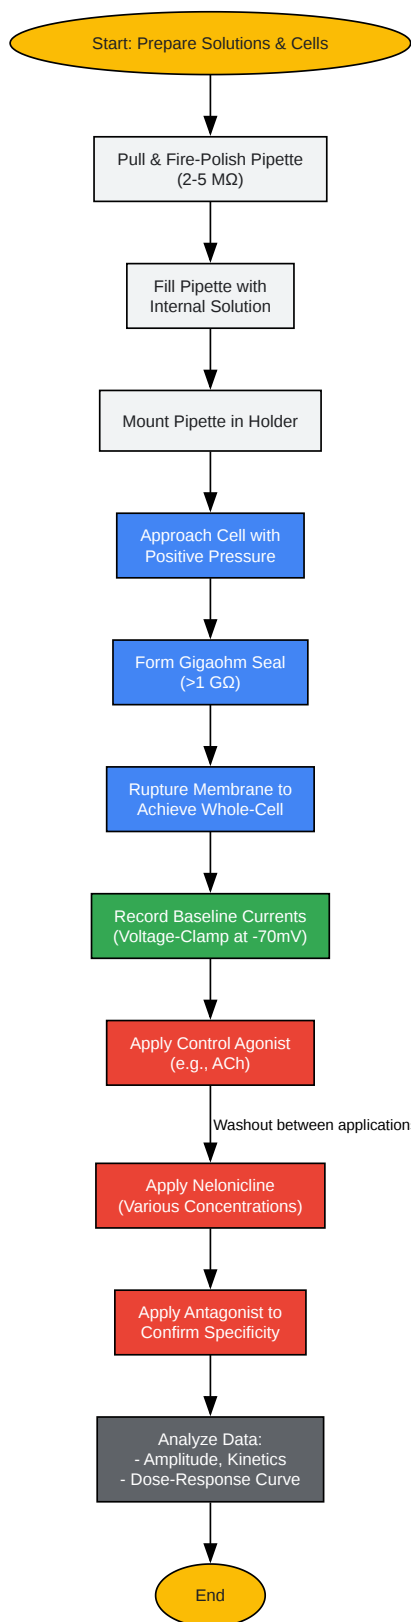 Start: Prepare Solutions & Cells
Pull & Fire-Polish Pipette
(2-5 MΩ)
Fill Pipette with
Internal Solution
Mount Pipette in Holder
Approach Cell with
Positive Pressure
Form Gigaohm Seal
(>1 GΩ)
Rupture Membrane to
Achieve Whole-Cell
Record Baseline Currents
(Voltage-Clamp at -70mV)
Apply Control Agonist
(e.g., ACh)
Washout between application
Apply Nelonicline
(Various Concentrations)
Apply Antagonist to
Confirm Specificity
Analyze Data:
- Amplitude, Kinetics
- Dose-Response Curve
End